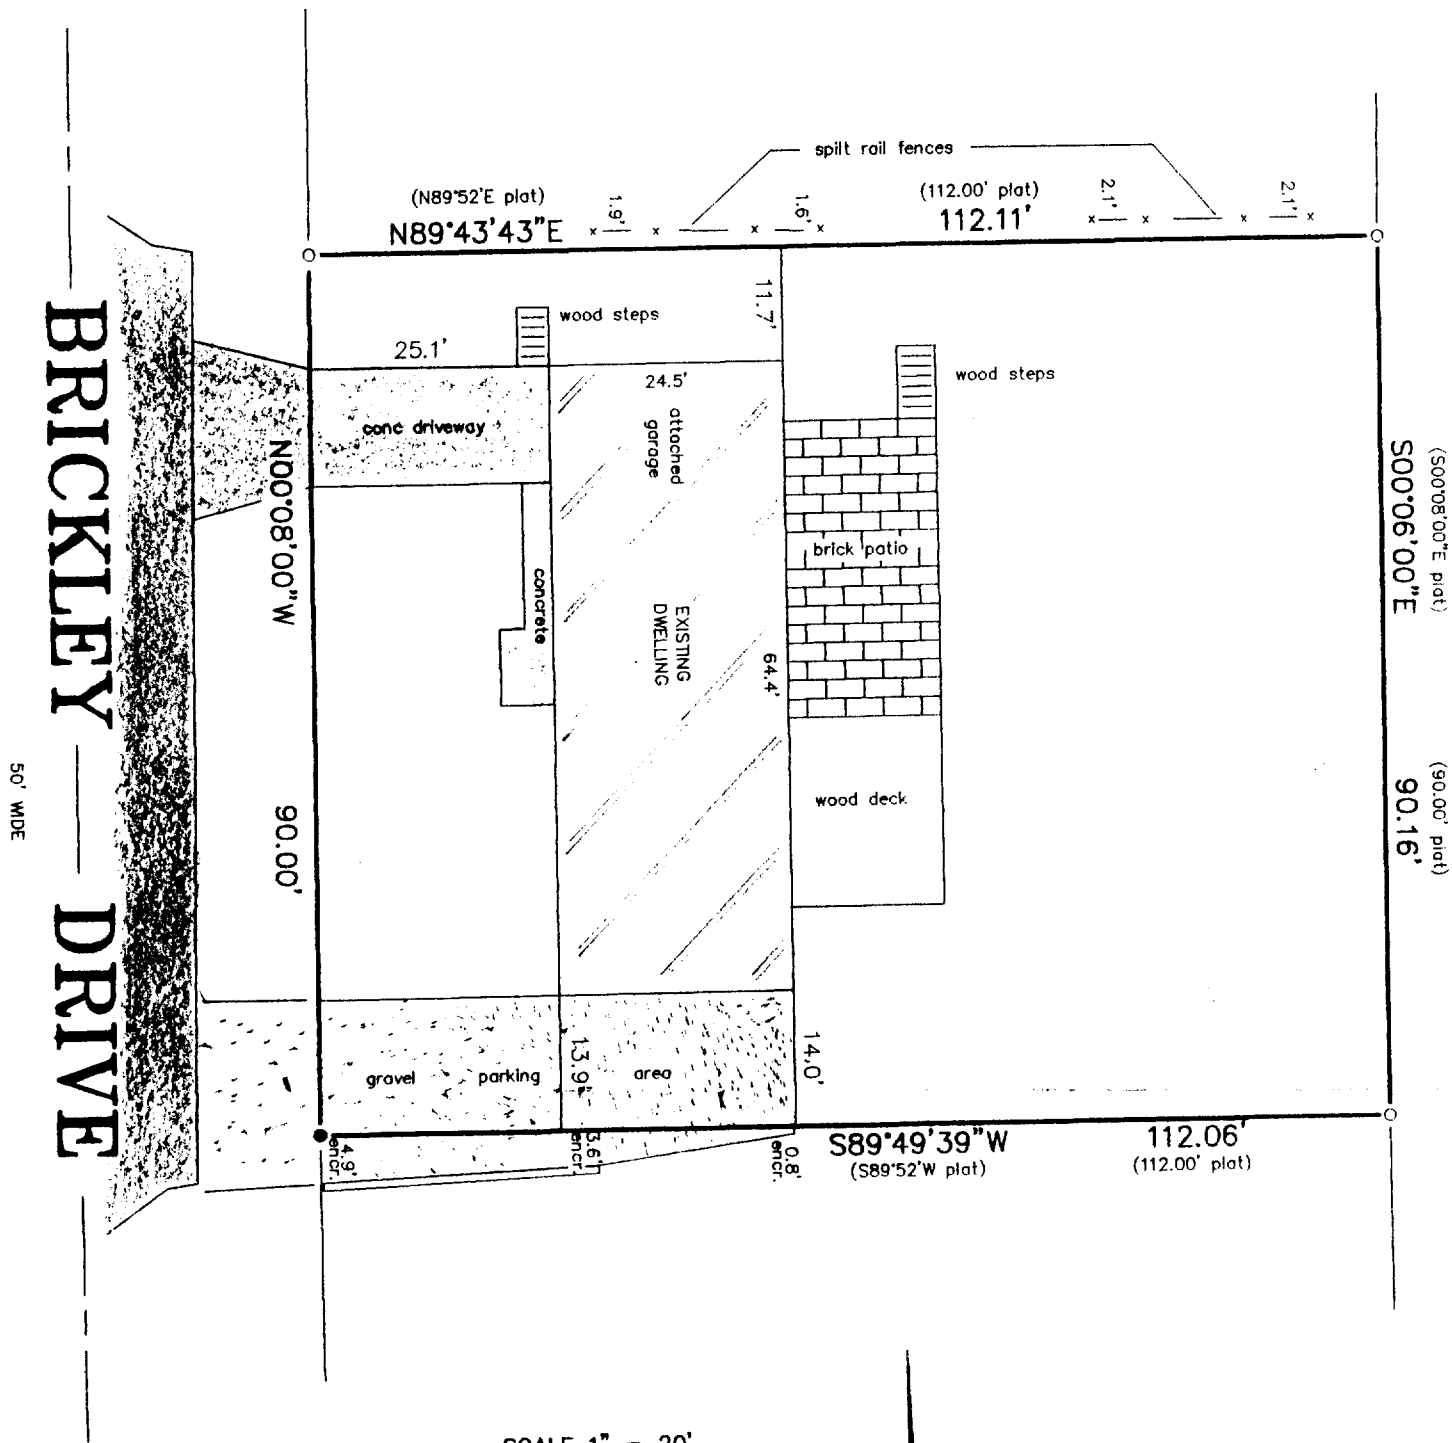 spilt rail fences
(N89°52'E plat)
N89°43'43"E
1.9'
1.6'
(112.00' plat)
112.11'
2.1'
2.1'
wood steps
11.7'
25.1'
24.5'
wood steps
conc driveway
attached
garage
(S00°08'00"E plat)
S00°06'00"E
N00°08'00"W
brick patio
concrete
EXISTING
DWELLING
64.4'
BRICKLEY DRIVE
50' WIDE
(90.00' plat)
90.16'
wood deck
90.00'
gravel parking area
13.9'
14.0'
4.9'
encr.
3.6'
encr.
0.8'
encr.
S89°49'39"W
(S89°52'W plat)
112.06'
(112.00' plat)